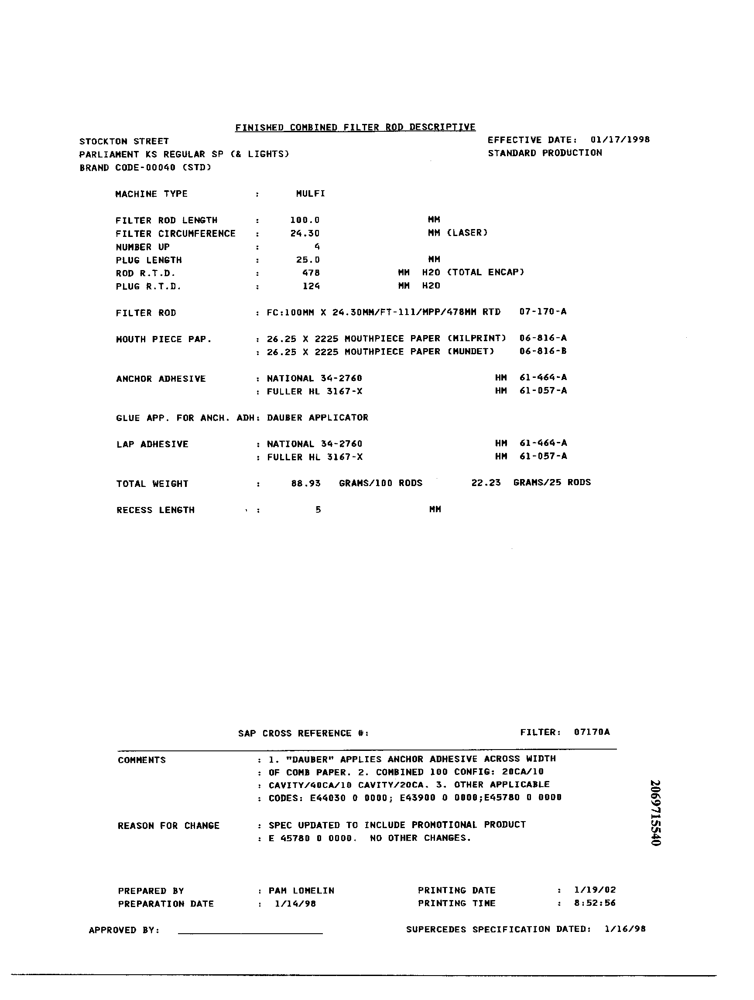 FINISHED COMBINED FILTER ROD DESCRIPTIVE
STOCKTON STREET EFFECTIVE DATE: 01/17/1998
PARLIAMENT KS REGULAR SP (& LIGHTS) STANDARD PRODUCTION
BRAND CODE-00040 (STD)
MACHINE TYPE : MULFI
FILTER ROD LENGTH : 100.0 MM
FILTER CIRCUMFERENCE : 24.30 MM (LASER)
NUMBER UP : 4
PLUG LENGTH : 25.0 MM
ROD R.T.D. : 478 MM H2O (TOTAL ENCAP)
PLUG R.T.D. : 124 MM H2O
FILTER ROD : FC:100MM X 24.30MM/FT-111/MPP/478MM RTD 07-170-A
MOUTH PIECE PAP. : 26.25 X 2225 MOUTHPIECE PAPER (MILPRINT) 06-816-A
: 26.25 X 2225 MOUTHPIECE PAPER (MUNDET) 06-816-B
ANCHOR ADHESIVE : NATIONAL 34-2760 HM 61-464-A
: FULLER HL 3167-X HM 61-057-A
GLUE APP. FOR ANCH. ADH: DAUBER APPLICATOR
LAP ADHESIVE : NATIONAL 34-2760 HM 61-464-A
: FULLER HL 3167-X HM 61-057-A
TOTAL WEIGHT : 88.93 GRAMS/100 RODS 22.23 GRAMS/25 RODS
RECESS LENGTH : 5 MM
SAP CROSS REFERENCE #: FILTER: 07170A
COMMENTS : 1. "DAUBER" APPLIES ANCHOR ADHESIVE ACROSS WIDTH
: OF COMB PAPER. 2. COMBINED 100 CONFIG: 20CA/10
: CAVITY/40CA/10 CAVITY/20CA. 3. OTHER APPLICABLE
: CODES: E44030 0 0000; E43900 0 0000;E45780 0 0000
REASON FOR CHANGE : SPEC UPDATED TO INCLUDE PROMOTIONAL PRODUCT
: E 45780 0 0000. NO OTHER CHANGES.
PREPARED BY : PAM LOMELIN PRINTING DATE : 1/19/02
PREPARATION DATE : 1/14/98 PRINTING TIME : 8:52:56
APPROVED BY: SUPERCEDES SPECIFICATION DATED: 1/16/98
2069715540